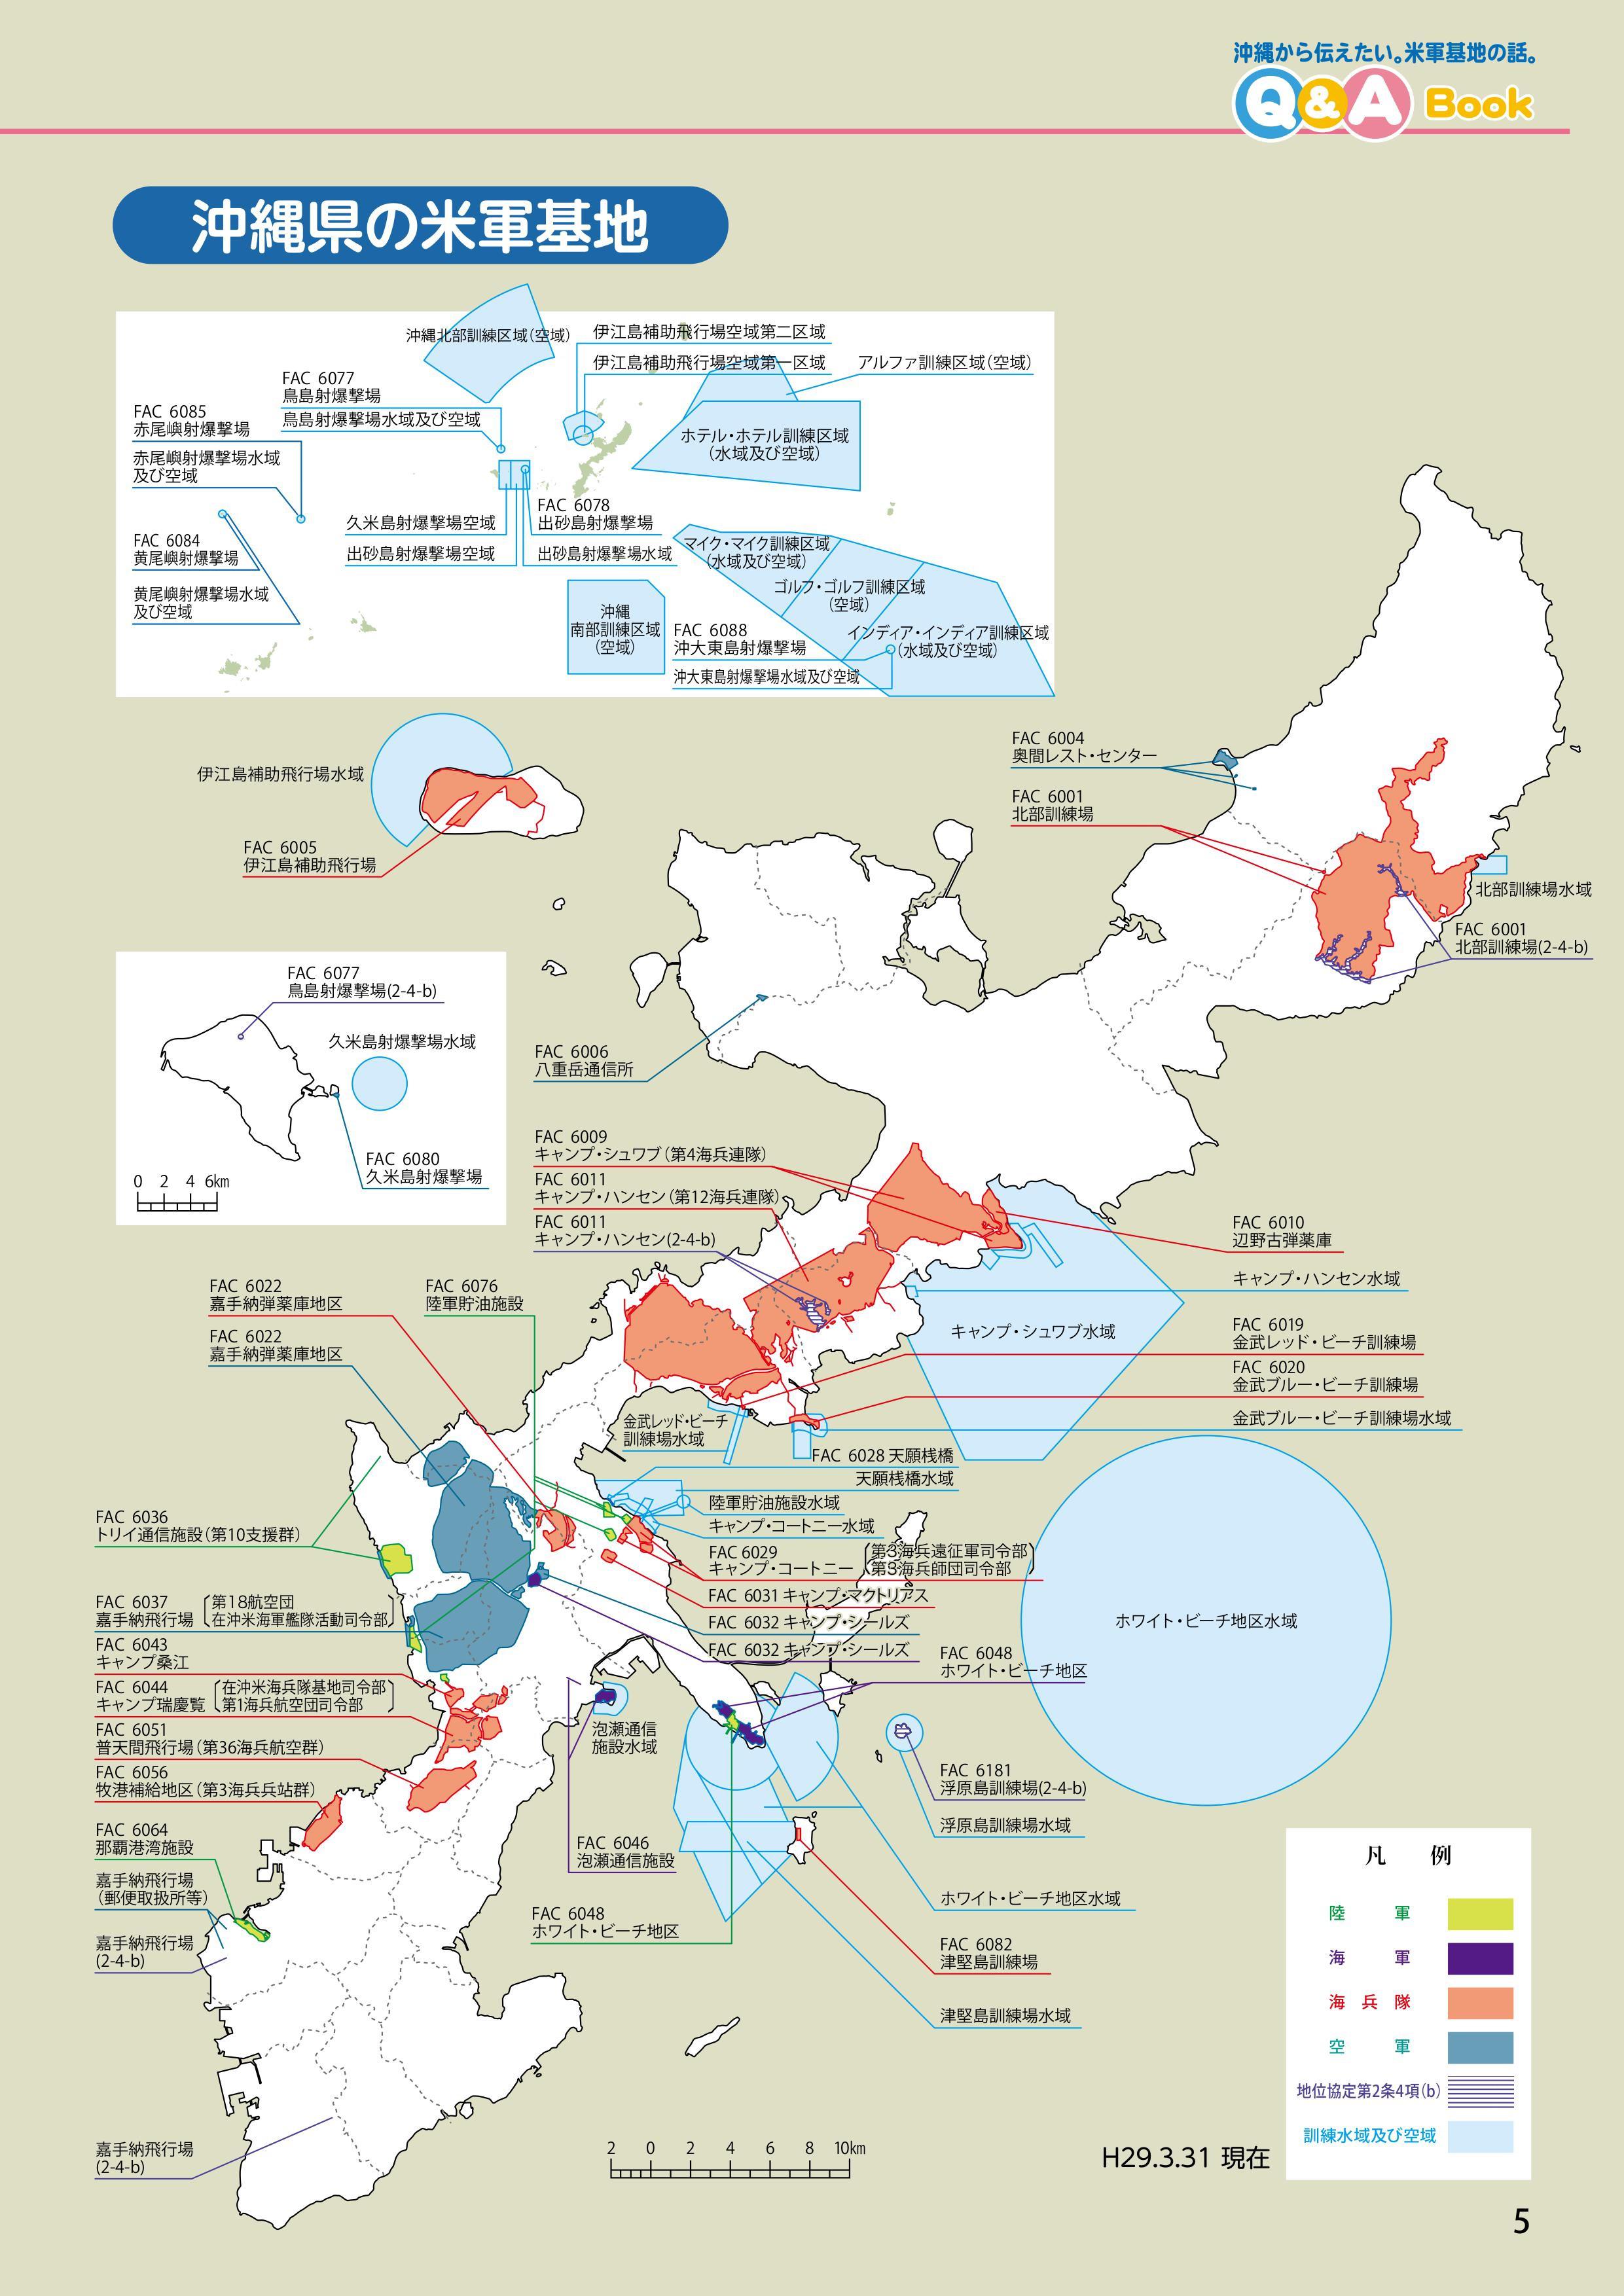 沖縄から伝えたい。米軍基地の話。
Q&A Book
沖縄県の米軍基地
沖縄北部訓練区域（空域）
伊江島補助飛行場空域第二区域
伊江島補助飛行場空域第一区域
アルファ訓練区域（空域）
FAC 6077
鳥島射爆撃場
鳥島射爆撃場水域及び空域
FAC 6085
赤尾嶼射爆撃場
赤尾嶼射爆撃場水域
及び空域
ホテル・ホテル訓練区域
（水域及び空域）
FAC 6078
出砂島射爆撃場
久米島射爆撃場空域
出砂島射爆撃場空域
出砂島射爆撃場水域
FAC 6084
黄尾嶼射爆撃場
黄尾嶼射爆撃場水域
及び空域
マイク・マイク訓練区域
（水域及び空域）
ゴルフ・ゴルフ訓練区域
（空域）
沖縄
南部訓練区域
（空域）
FAC 6088
沖大東島射爆撃場
インディア・インディア訓練区域
（水域及び空域）
沖大東島射爆撃場水域及び空域
FAC 6004
奥間レスト・センター
FAC 6001
北部訓練場
伊江島補助飛行場水域
FAC 6005
伊江島補助飛行場
北部訓練場水域
FAC 6001
北部訓練場(2-4-b)
FAC 6077
鳥島射爆撃場(2-4-b)
久米島射爆撃場水域
FAC 6080
久米島射爆撃場
0 2 4 6km
FAC 6006
八重岳通信所
FAC 6009
キャンプ・シュワブ（第4海兵連隊）
FAC 6011
キャンプ・ハンセン（第12海兵連隊）
FAC 6011
キャンプ・ハンセン(2-4-b)
FAC 6010
辺野古弾薬庫
キャンプ・ハンセン水域
キャンプ・シュワブ水域
FAC 6019
金武レッド・ビーチ訓練場
FAC 6020
金武ブルー・ビーチ訓練場
金武ブルー・ビーチ訓練場水域
FAC 6022
嘉手納弾薬庫地区
FAC 6076
陸軍貯油施設
FAC 6022
嘉手納弾薬庫地区
金武レッド・ビーチ
訓練場水域
FAC 6028 天願桟橋
天願桟橋水域
陸軍貯油施設水域
キャンプ・コートニー水域
FAC 6029
キャンプ・コートニー
第3海兵遠征軍司令部
第3海兵師団司令部
FAC 6031 キャンプ・マクトリアス
FAC 6032 キャンプ・シールズ
FAC 6032 キャンプ・シールズ
FAC 6048
ホワイト・ビーチ地区
ホワイト・ビーチ地区水域
FAC 6036
トリイ通信施設（第10支援群）
FAC 6037
嘉手納飛行場
第18航空団
在沖米海軍艦隊活動司令部
FAC 6043
キャンプ桑江
FAC 6044
キャンプ瑞慶覧
在沖米海兵隊基地司令部
第1海兵航空団司令部
FAC 6051
普天間飛行場（第36海兵航空群）
FAC 6056
牧港補給地区（第3海兵兵站群）
FAC 6064
那覇港湾施設
嘉手納飛行場
（郵便取扱所等）
嘉手納飛行場
(2-4-b)
嘉手納飛行場
(2-4-b)
泡瀬通信
施設水域
FAC 6046
泡瀬通信施設
FAC 6048
ホワイト・ビーチ地区
FAC 6181
浮原島訓練場(2-4-b)
浮原島訓練場水域
ホワイト・ビーチ地区水域
FAC 6082
津堅島訓練場
津堅島訓練場水域
2 0 2 4 6 8 10km
H29.3.31 現在
凡 例
陸 軍
海 軍
海 兵 隊
空 軍
地位協定第2条4項(b)
訓練水域及び空域
5